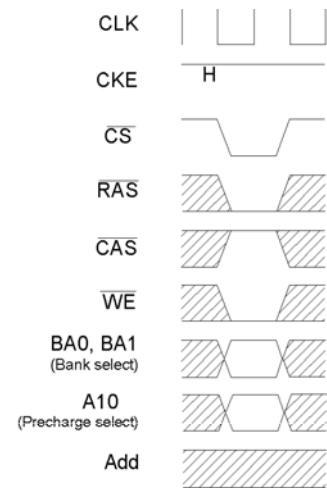 CLK
CKE
H
CS
RAS
CAS
WE
BA0, BA1
(Bank select)
A10
(Precharge select)
Add